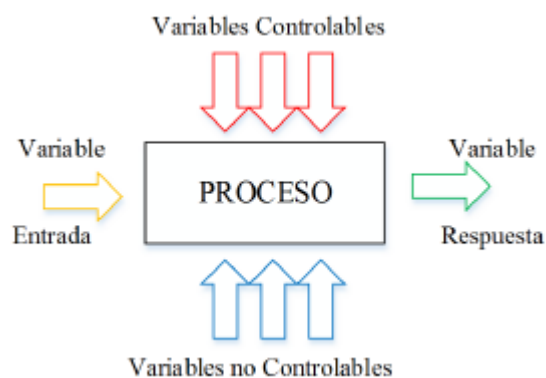 Variables Controlables
Variable
Entrada
PROCESO
Variable
Respuesta
Variables no Controlables